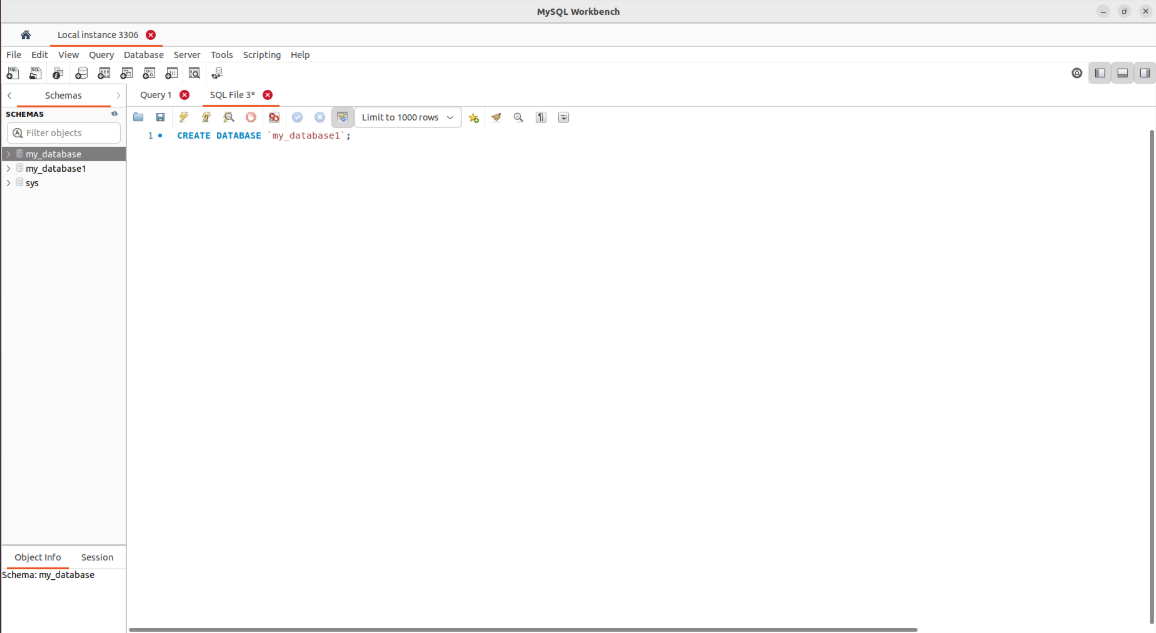 MySQL Workbench
Local instance 3306
File Edit View Query Database Server Tools Scripting Help
Schemas
Query 1 SQL File 3*
SCHEMAS
Filter objects
Limit to 1000 rows
1 CREATE DATABASE `my_database1`;
my_database
my_database1
sys
Object Info Session
Schema: my_database